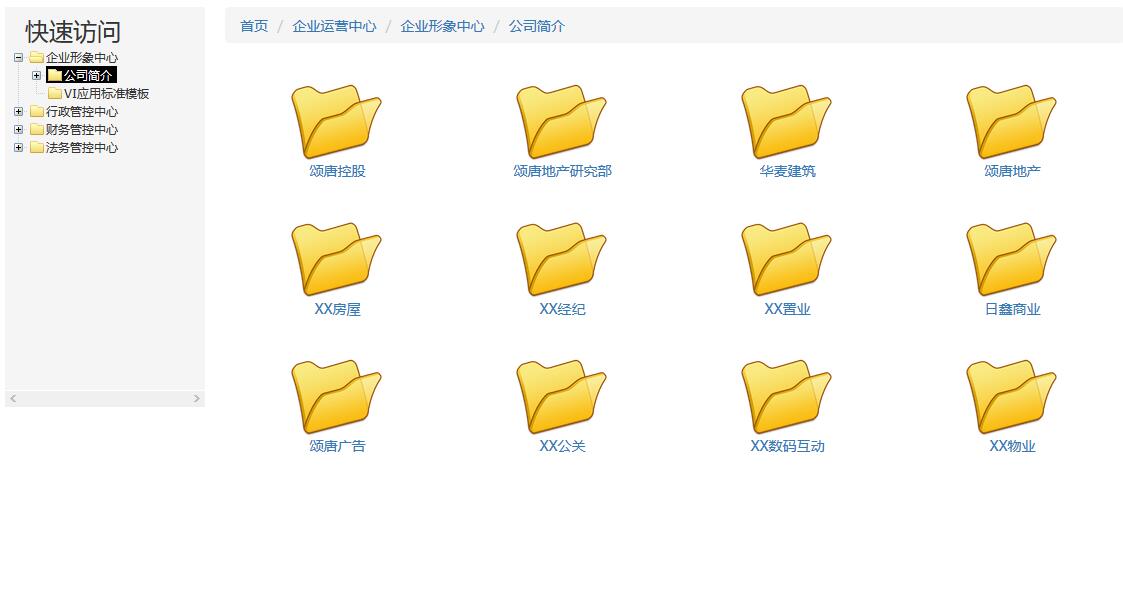 快速访问
企业形象中心
公司简介
VI应用标准模板
行政管控中心
财务管控中心
法务管控中心
首页 / 企业运营中心 / 企业形象中心 / 公司简介
颂唐控股 颂唐地产研究部 华麦建筑 颂唐地产
XX房屋 XX经纪 XX置业 日鑫商业
颂唐广告 XX公关 XX数码互动 XX物业